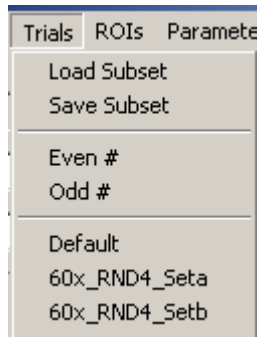 Trials ROIs Paramete
Load Subset
Save Subset
Even #
Odd #
Default
60x_RND4_Seta
60x_RND4_Setb